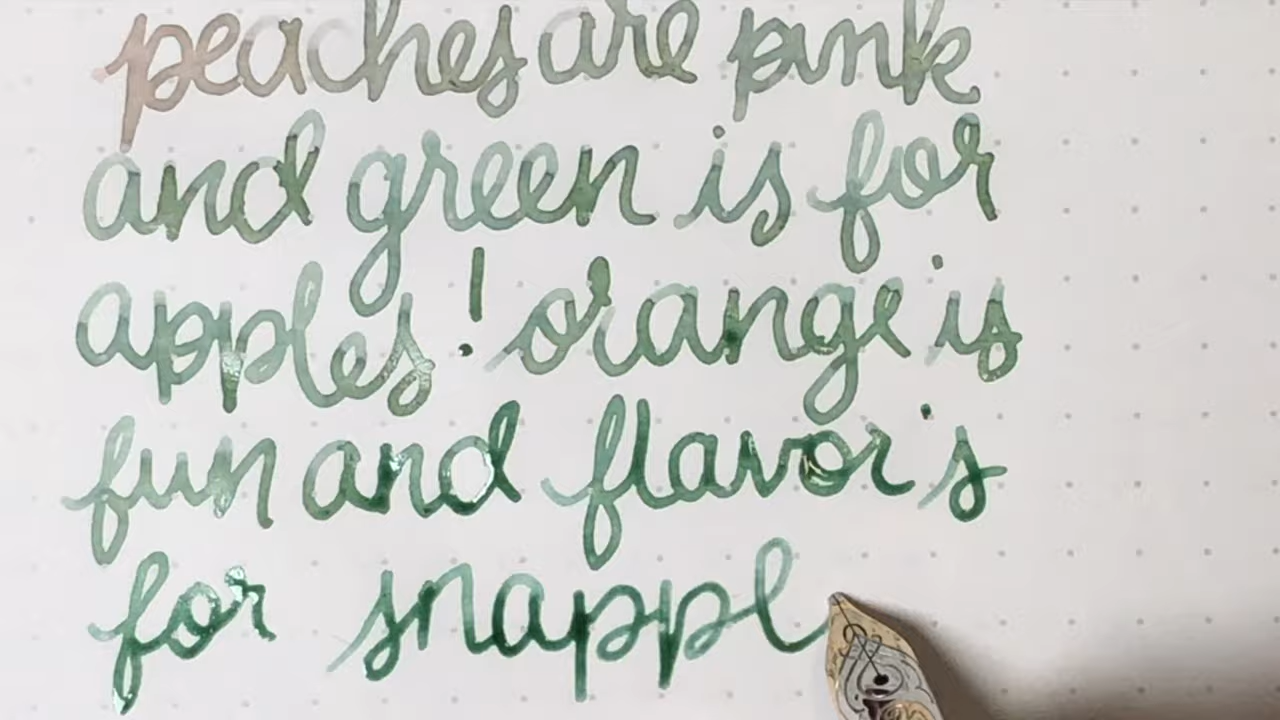 peaches are pink
and green is for
apples! orange is
fun and flavor's
for snappl